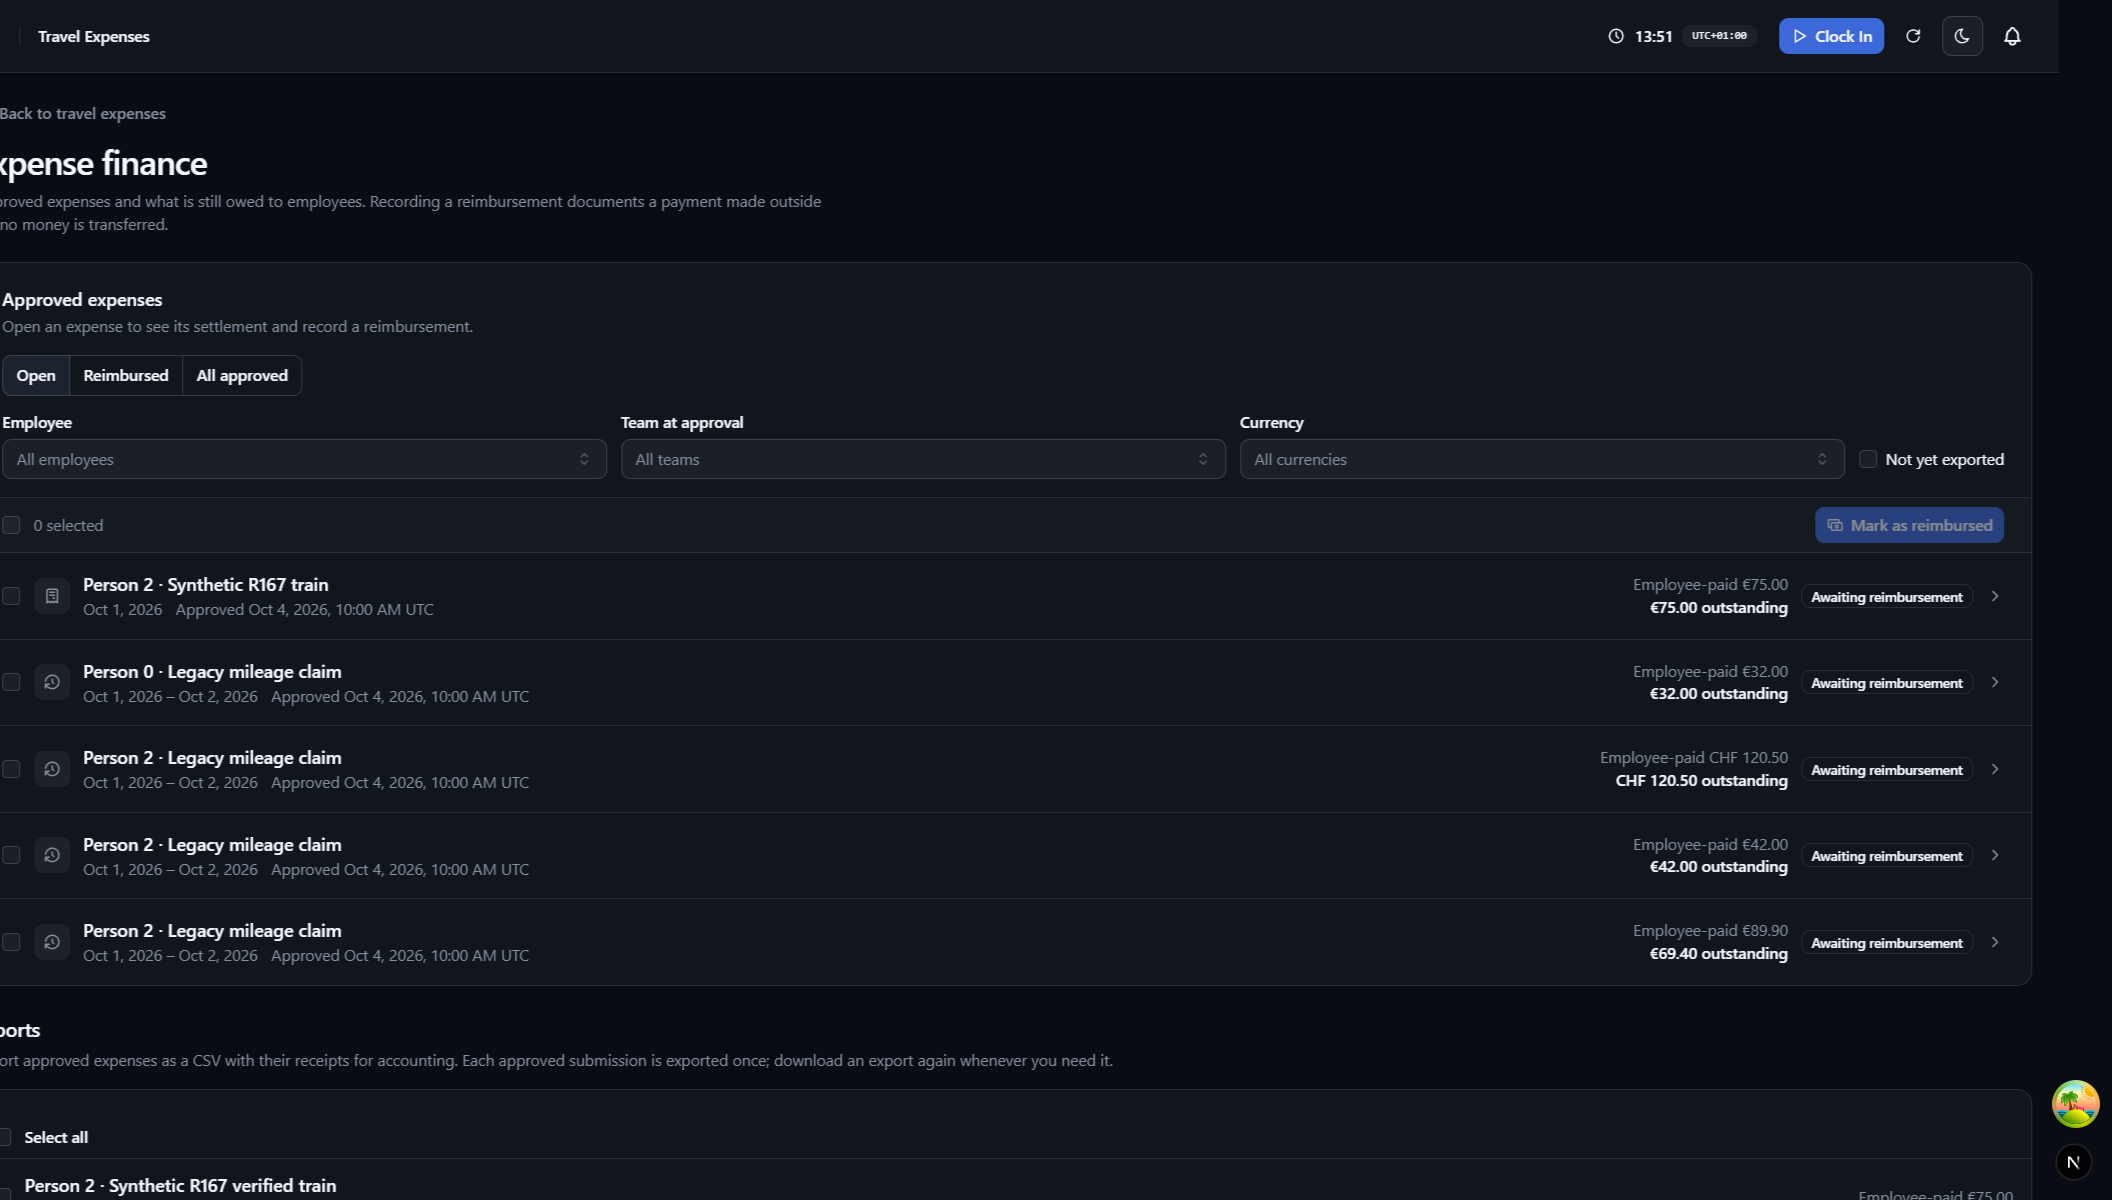 Travel Expenses
13:51 UTC+01:00 Clock In
Back to travel expenses
xpense finance
proved expenses and what is still owed to employees. Recording a reimbursement documents a payment made outside
no money is transferred.
Approved expenses
Open an expense to see its settlement and record a reimbursement.
Open Reimbursed All approved
Employee Team at approval Currency
All employees All teams All currencies Not yet exported
0 selected Mark as reimbursed
Person 2 · Synthetic R167 train
Oct 1, 2026 Approved Oct 4, 2026, 10:00 AM UTC
Employee-paid €75.00
€75.00 outstanding
Awaiting reimbursement
Person 0 · Legacy mileage claim
Oct 1, 2026 – Oct 2, 2026 Approved Oct 4, 2026, 10:00 AM UTC
Employee-paid €32.00
€32.00 outstanding
Awaiting reimbursement
Person 2 · Legacy mileage claim
Oct 1, 2026 – Oct 2, 2026 Approved Oct 4, 2026, 10:00 AM UTC
Employee-paid CHF 120.50
CHF 120.50 outstanding
Awaiting reimbursement
Person 2 · Legacy mileage claim
Oct 1, 2026 – Oct 2, 2026 Approved Oct 4, 2026, 10:00 AM UTC
Employee-paid €42.00
€42.00 outstanding
Awaiting reimbursement
Person 2 · Legacy mileage claim
Oct 1, 2026 – Oct 2, 2026 Approved Oct 4, 2026, 10:00 AM UTC
Employee-paid €89.90
€69.40 outstanding
Awaiting reimbursement
ports
ort approved expenses as a CSV with their receipts for accounting. Each approved submission is exported once; download an export again whenever you need it.
Select all
Person 2 · Synthetic R167 verified train
Employee-paid €75.00
N